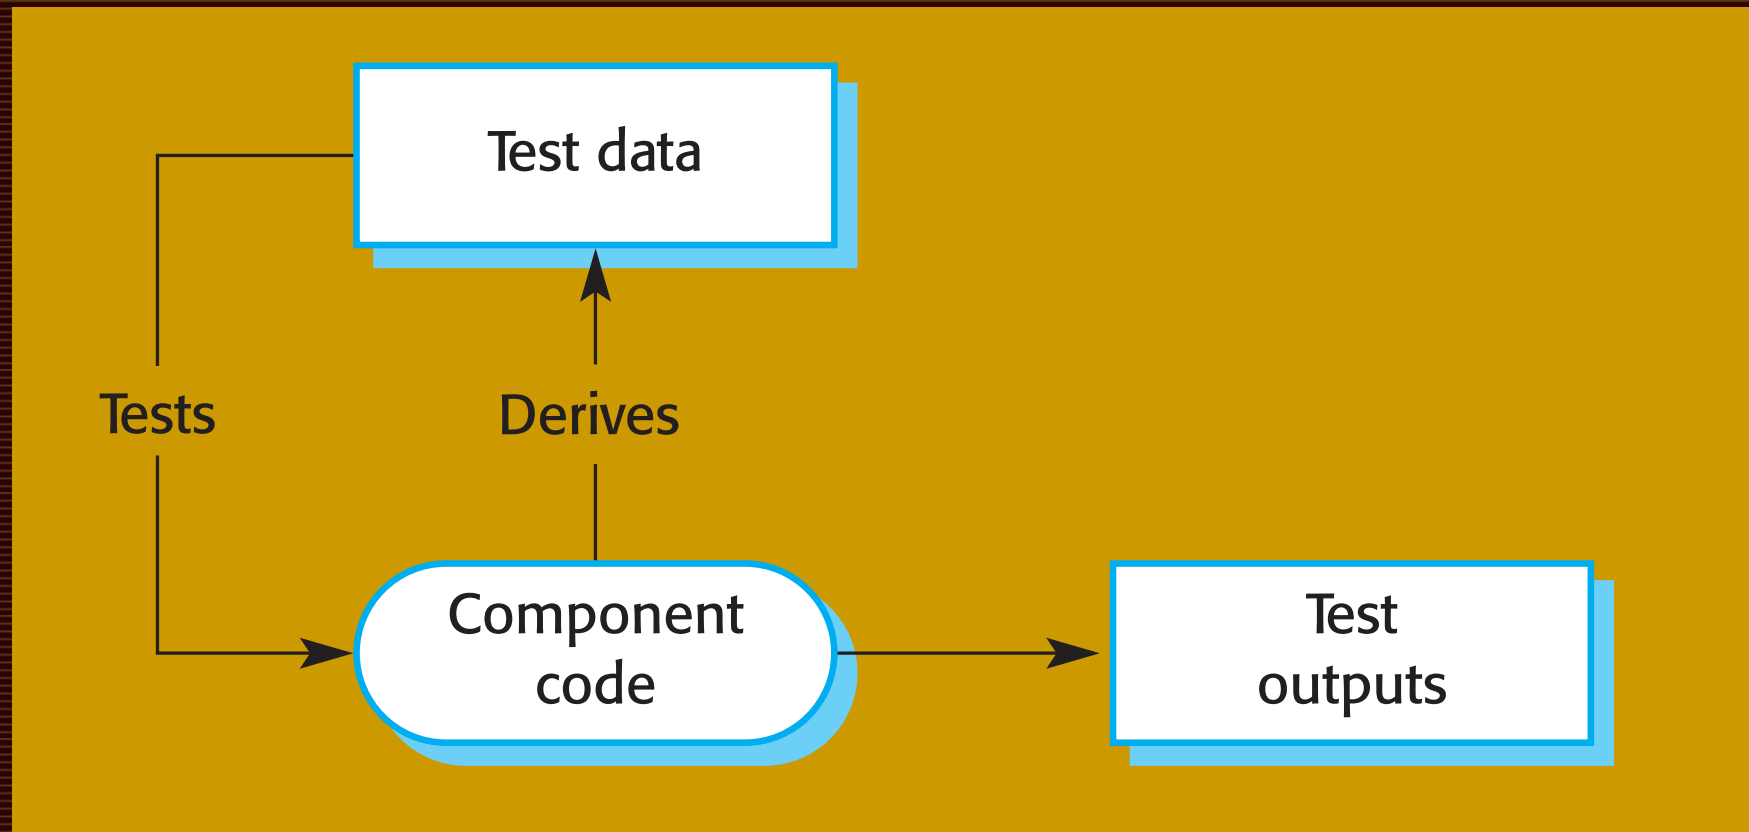 Test data
Tests
Derives
Component
code
Test
outputs